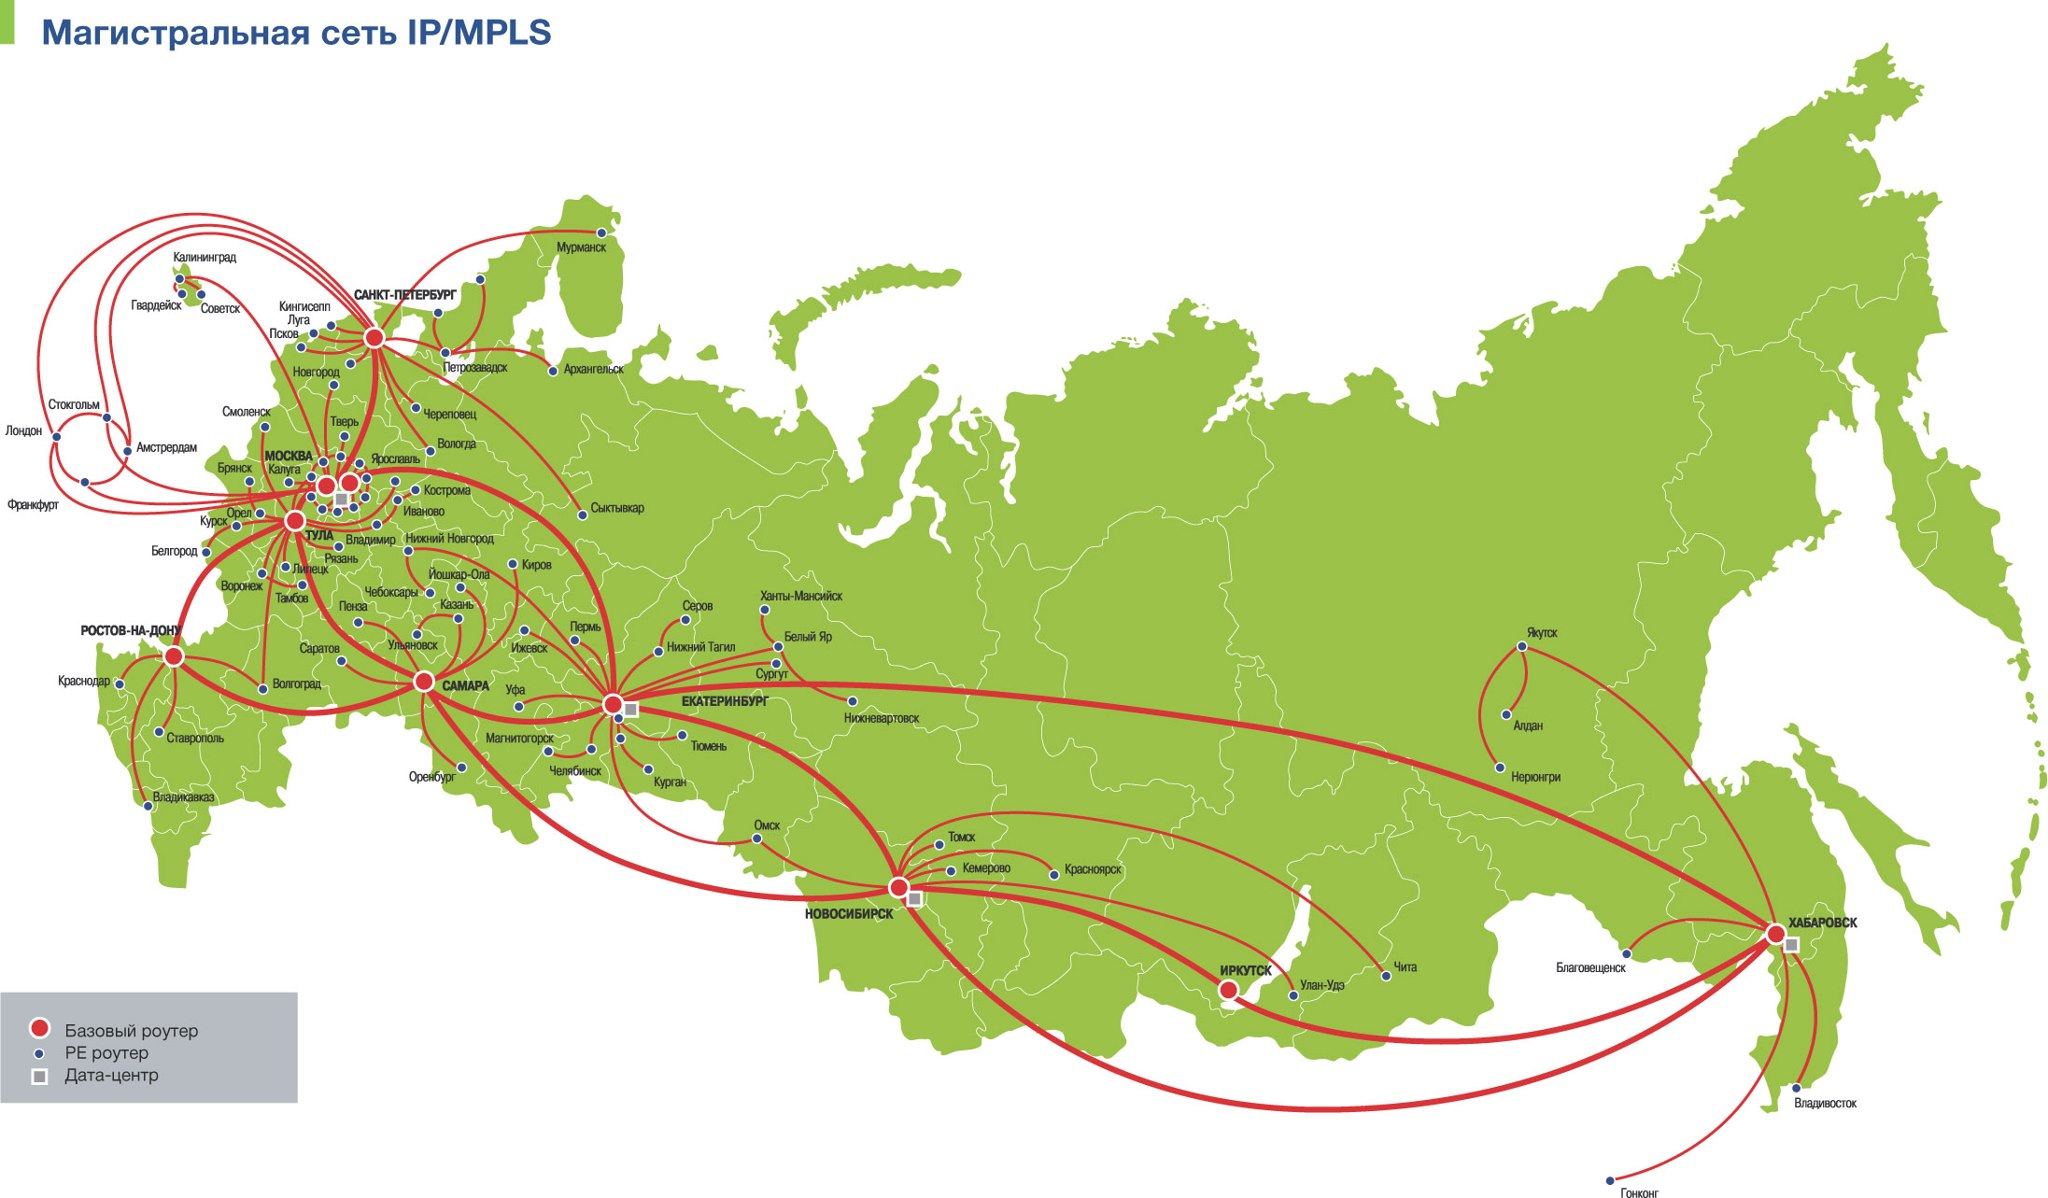 Магистральная сеть IP/MPLS
Мурманск
Калининград
Гвардейск
Советск
САНКТ-ПЕТЕРБУРГ
Кингисепп
Луга
Псков
Новгород
Петрозавадск
Архангельск
Стокгольм
Смоленск
Череповец
Лондон
Тверь
Амстрердам
Вологда
МОСКВА
Ярославль
Брянск
Калуга
Кострома
Франкфурт
Орел
Иваново
Сыктывкар
Курск
ТУЛА
Владимир
Нижний Новгород
Белгород
Рязань
Киров
Липецк
Йошкар-Ола
Воронеж
Чебоксары
Тамбов
Пенза
Казань
Серов
Ханты-Мансийск
РОСТОВ-НА-ДОНУ
Пермь
Белый Яр
Якутск
Саратов
Ульяновск
Ижевск
Нижний Тагил
Краснодар
Волгоград
САМАРА
Уфа
Сургут
ЕКАТЕРИНБУРГ
Нижневартовск
Алдан
Ставрополь
Магнитогорск
Тюмень
Оренбург
Челябинск
Курган
Нерюнгри
Владикавказ
Омск
Томск
Кемерово
Красноярск
НОВОСИБИРСК
ХАБАРОВСК
ИРКУТСК
Чита
Благовещенск
Улан-Удэ
Базовый роутер
PE роутер
Дата-центр
Владивосток
Гонконг